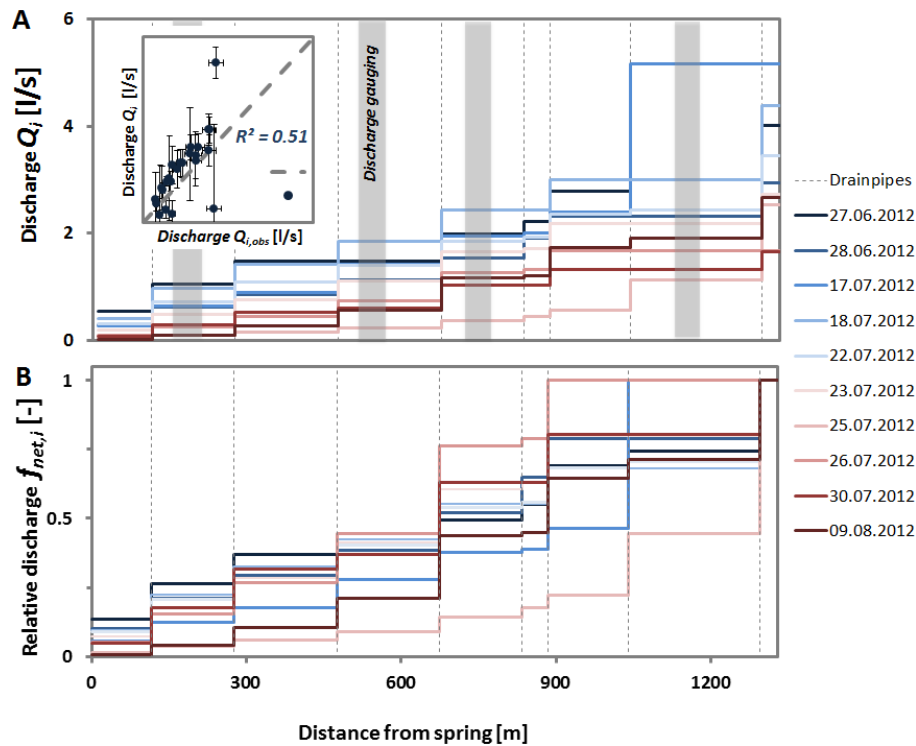 A
6
4
2
0
Discharge Qi [l/s]
Discharge Qi [l/s]
R² = 0.51
Discharge Qi,obs [l/s]
Discharge gauging
B
1
0.5
0
Relative discharge fnet,i [-]
0 300 600 900 1200
Distance from spring [m]
Drainpipes
27.06.2012
28.06.2012
17.07.2012
18.07.2012
22.07.2012
23.07.2012
25.07.2012
26.07.2012
30.07.2012
09.08.2012